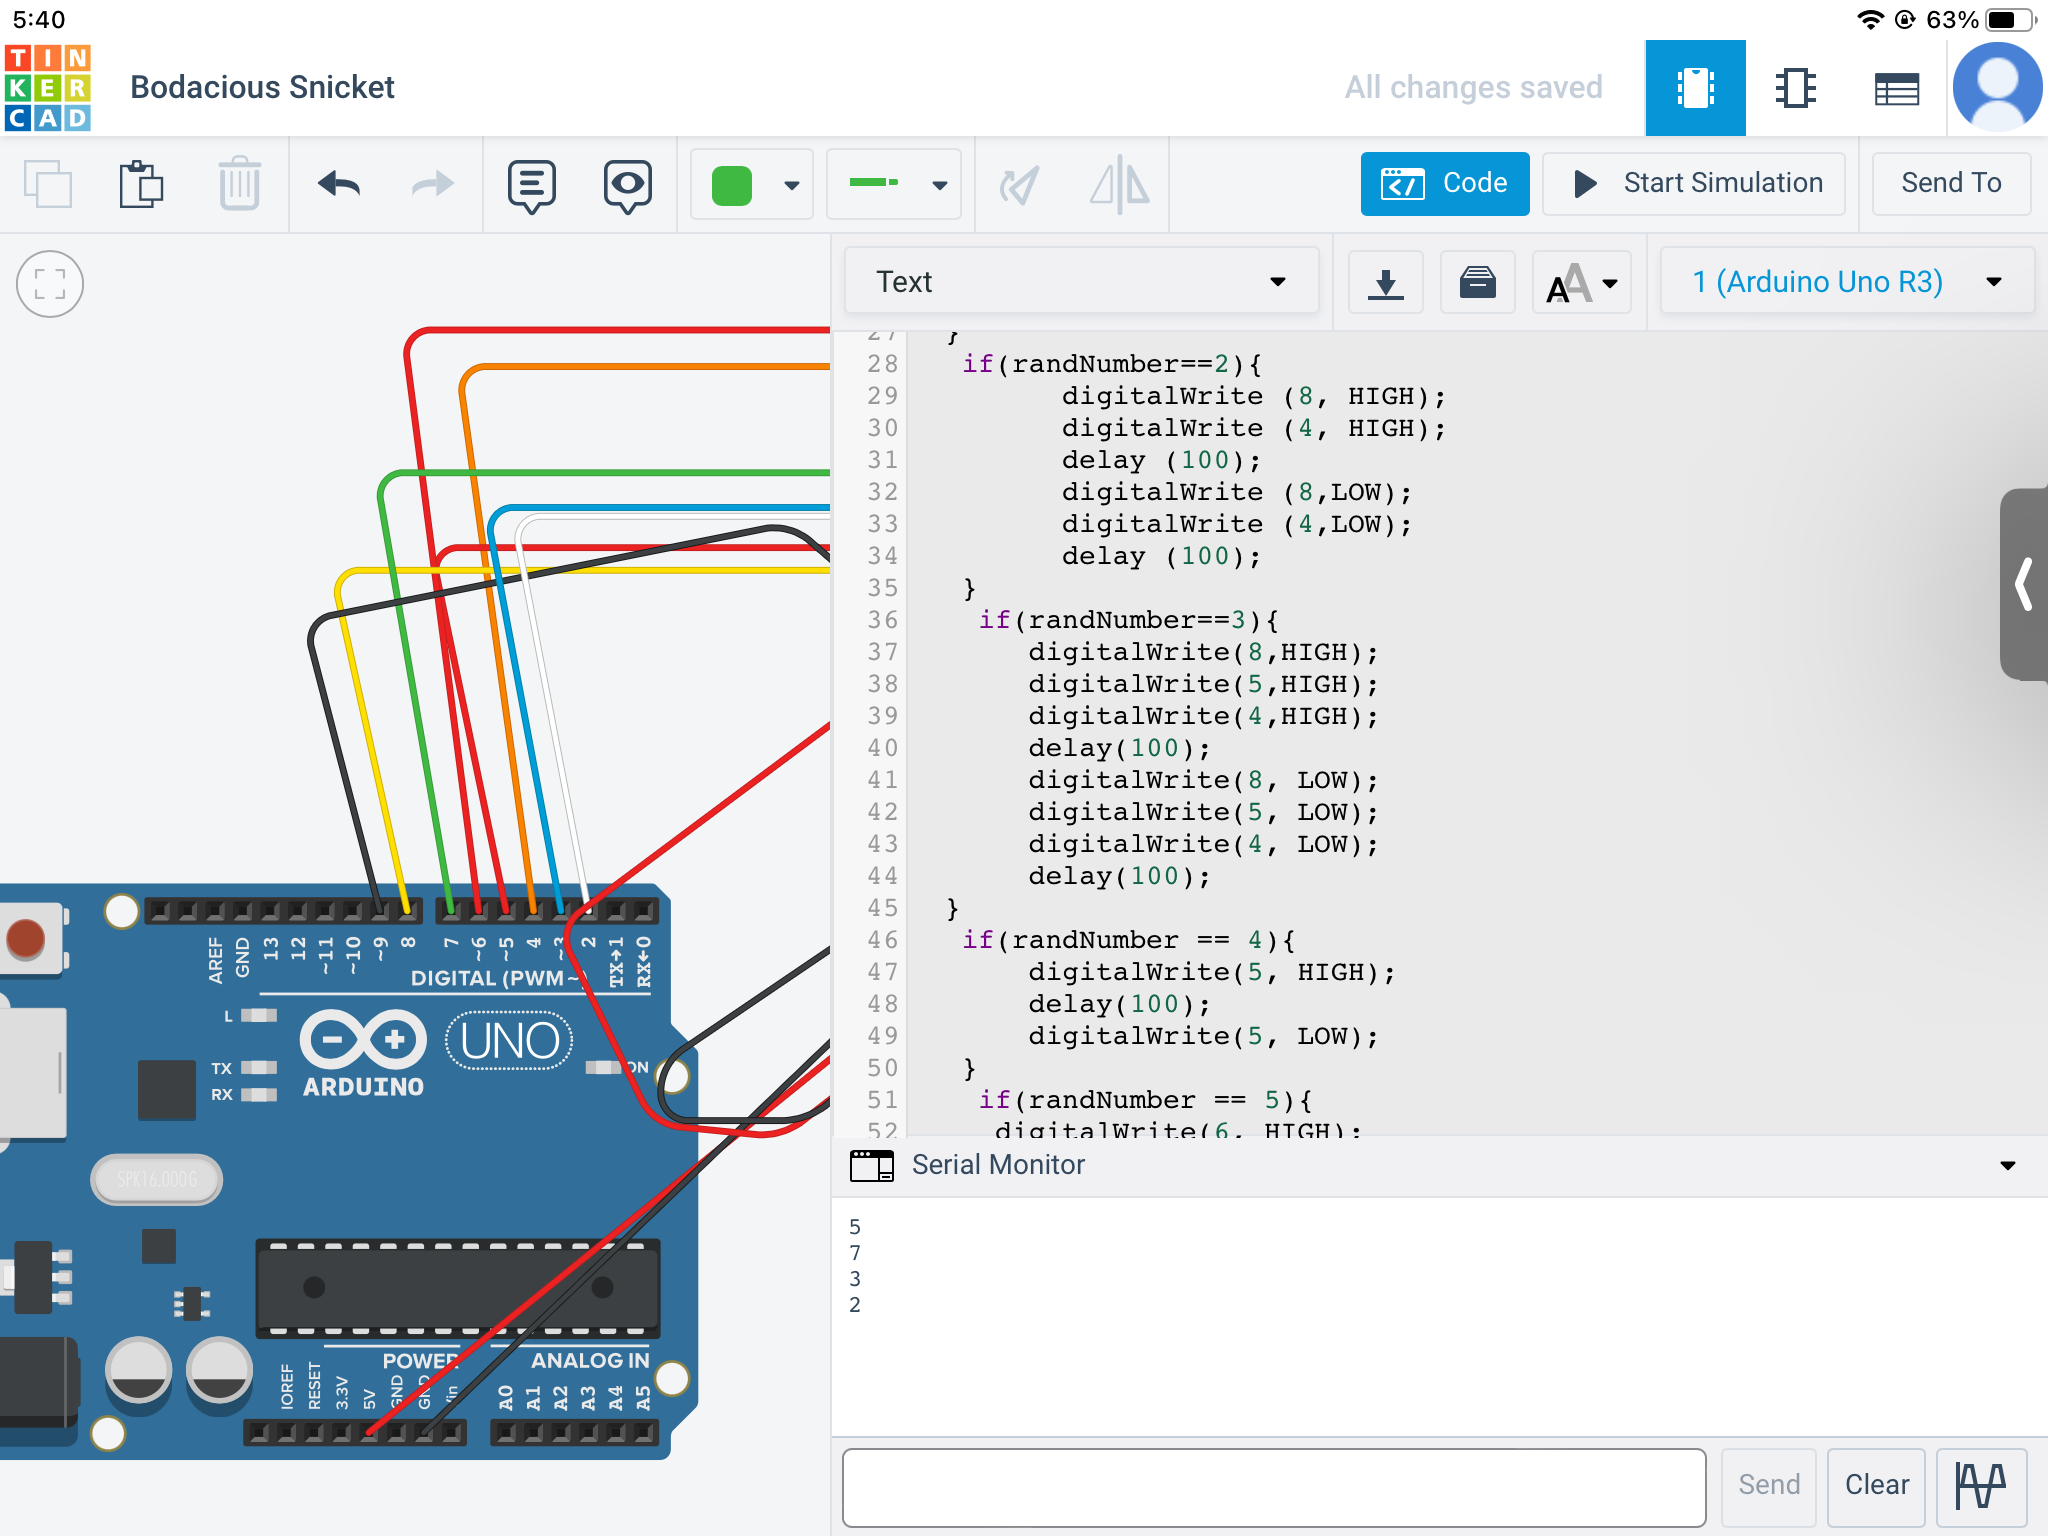 5:40
63%
TINKERCAD
Bodacious Snicket
All changes saved
Code
Start Simulation
Send To
Text
1 (Arduino Uno R3)
27 }
28 if(randNumber==2){
29 digitalWrite (8, HIGH);
30 digitalWrite (4, HIGH);
31 delay (100);
32 digitalWrite (8,LOW);
33 digitalWrite (4,LOW);
34 delay (100);
35 }
36 if(randNumber==3){
37 digitalWrite(8,HIGH);
38 digitalWrite(5,HIGH);
39 digitalWrite(4,HIGH);
40 delay(100);
41 digitalWrite(8, LOW);
42 digitalWrite(5, LOW);
43 digitalWrite(4, LOW);
44 delay(100);
45 }
46 if(randNumber == 4){
47 digitalWrite(5, HIGH);
48 delay(100);
49 digitalWrite(5, LOW);
50 }
51 if(randNumber == 5){
52 digitalWrite(6, HIGH);
Serial Monitor
5
7
3
2
Send
Clear
AREF GND 13 12 ~11 ~10 ~9 8 7 ~6 ~5 4 ~3 2 TX→1 RX←0
DIGITAL (PWM ~)
L
TX
RX
ARDUINO
UNO
ON
SPK16.000G
POWER
ANALOG IN
IOREF RESET 3.3V 5V GND GND Vin A0 A1 A2 A3 A4 A5